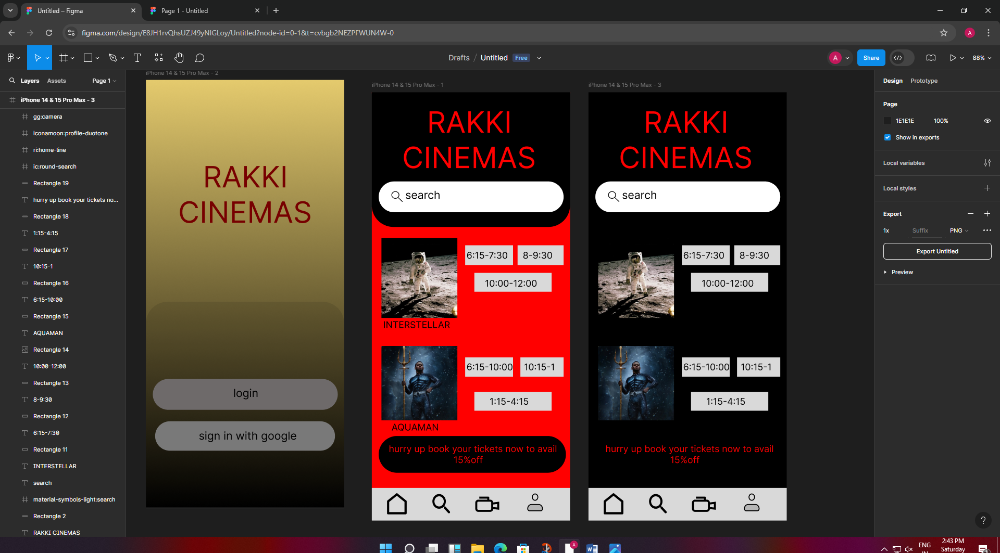 Untitled – Figma
Page 1 - Untitled
figma.com/design/E8JH1rvQhsUZJ49yNIGLoy/Untitled?node-id=0-1&t=cvbgb2NEZPFWUN4W-0
A
Drafts / Untitled Free
A
Share
88%
Layers
Assets
Page 1
iPhone 14 & 15 Pro Max - 3
gg:camera
iconamoon:profile-duotone
ri:home-line
ic:round-search
Rectangle 19
hurry up book your tickets no...
Rectangle 18
1:15-4:15
Rectangle 17
10:15-1
Rectangle 16
6:15-10:00
Rectangle 15
AQUAMAN
Rectangle 14
10:00-12:00
Rectangle 13
8-9:30
Rectangle 12
6:15-7:30
Rectangle 11
INTERSTELLAR
search
material-symbols-light:search
Rectangle 2
RAKKI CINEMAS
iPhone 14 & 15 Pro Max - 2
RAKKI
CINEMAS
login
sign in with google
iPhone 14 & 15 Pro Max - 1
RAKKI
CINEMAS
search
6:15-7:30
8-9:30
10:00-12:00
INTERSTELLAR
6:15-10:00
10:15-1
1:15-4:15
AQUAMAN
hurry up book your tickets now to avail
15%off
iPhone 14 & 15 Pro Max - 3
RAKKI
CINEMAS
search
6:15-7:30
8-9:30
10:00-12:00
6:15-10:00
10:15-1
1:15-4:15
hurry up book your tickets now to avail
15%off
Design
Prototype
Page
1E1E1E
100%
Show in exports
Local variables
Local styles
Export
1x
Suffix
PNG
Export Untitled
Preview
?
A
ENG
2:43 PM
Saturday